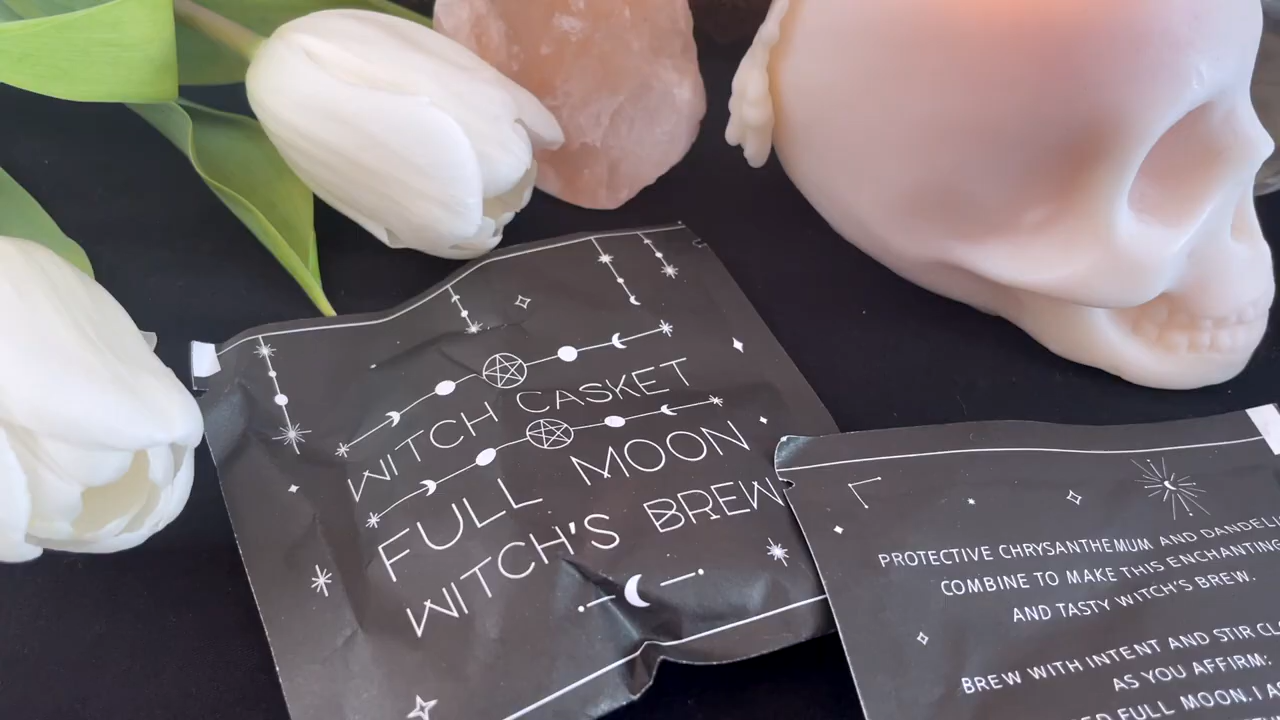 WITCH CASKET
FULL MOON
WITCH'S BREW
PROTECTIVE CHRYSANTHEMUM AND
COMBINE TO MAKE THIS ENCHANTING
AND TASTY WITCH'S BREW.
BREW WITH INTENT AND STIR
AS YOU AFFIRM:
FULL MOON. I